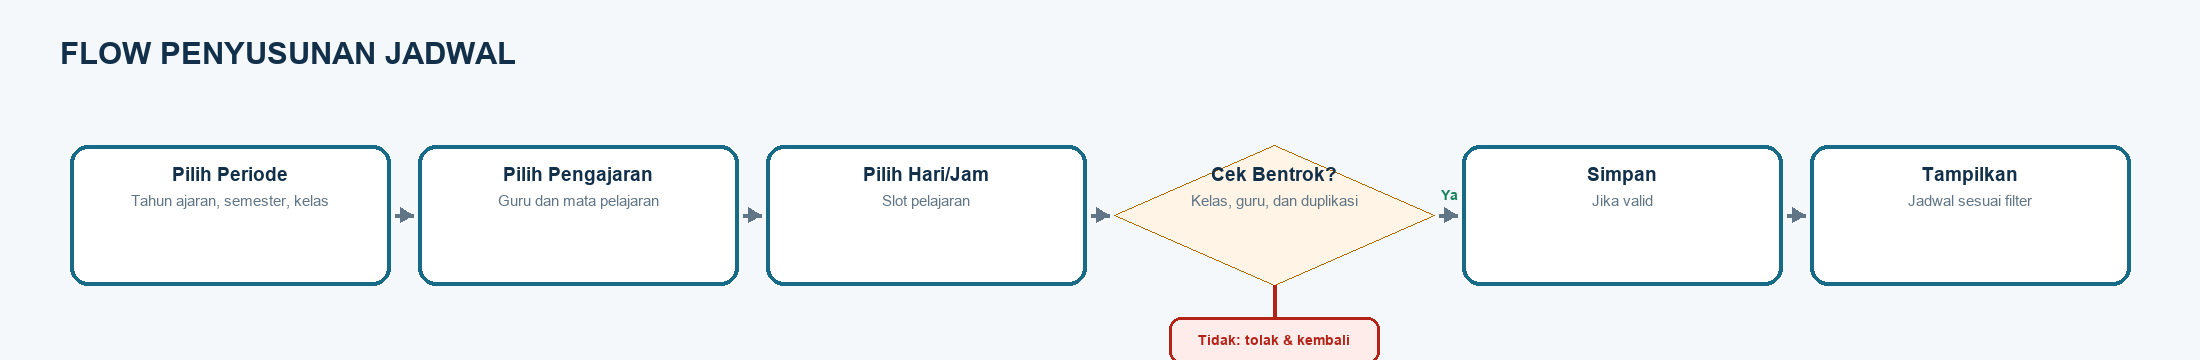 FLOW PENYUSUNAN JADWAL
Pilih Periode
Tahun ajaran, semester, kelas
Pilih Pengajaran
Guru dan mata pelajaran
Pilih Hari/Jam
Slot pelajaran
Cek Bentrok?
Kelas, guru, dan duplikasi
Ya
Simpan
Jika valid
Tampilkan
Jadwal sesuai filter
Tidak: tolak & kembali